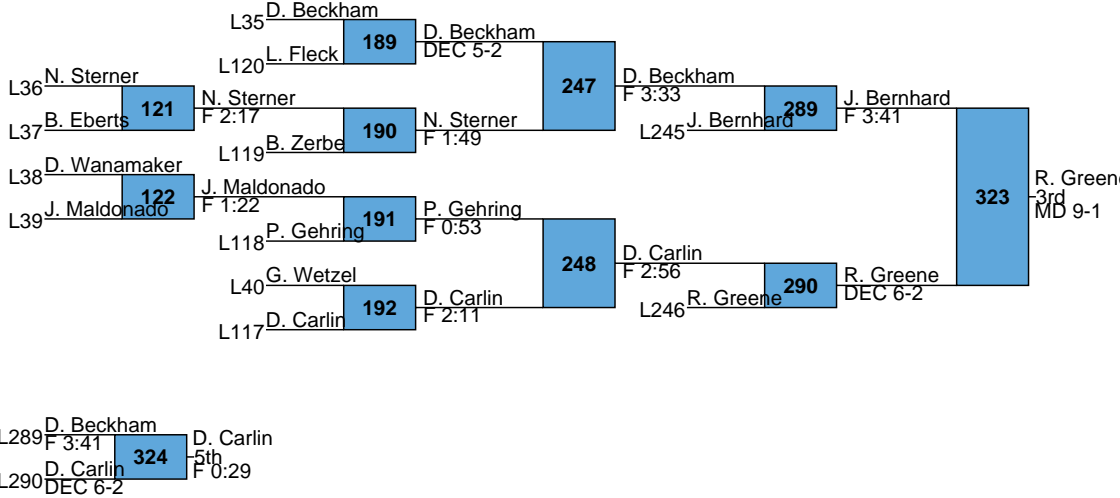 L35 D. Beckham
189
L120 L. Fleck
D. Beckham
DEC 5-2
L36 N. Sterner
121
L37 B. Eberts
N. Sterner
F 2:17
190
L119 B. Zerbe
N. Sterner
F 1:49
247
D. Beckham
F 3:33
289
L245 J. Bernhard
J. Bernhard
F 3:41
L38 D. Wanamaker
122
L39 J. Maldonado
J. Maldonado
F 1:22
191
L118 P. Gehring
P. Gehring
F 0:53
L40 G. Wetzel
192
L117 D. Carlin
D. Carlin
F 2:11
248
D. Carlin
F 2:56
290
L246 R. Greene
R. Greene
DEC 6-2
323
R. Greene
3rd
MD 9-1
L289 D. Beckham
F 3:41
324
L290 D. Carlin
DEC 6-2
D. Carlin
5th
F 0:29